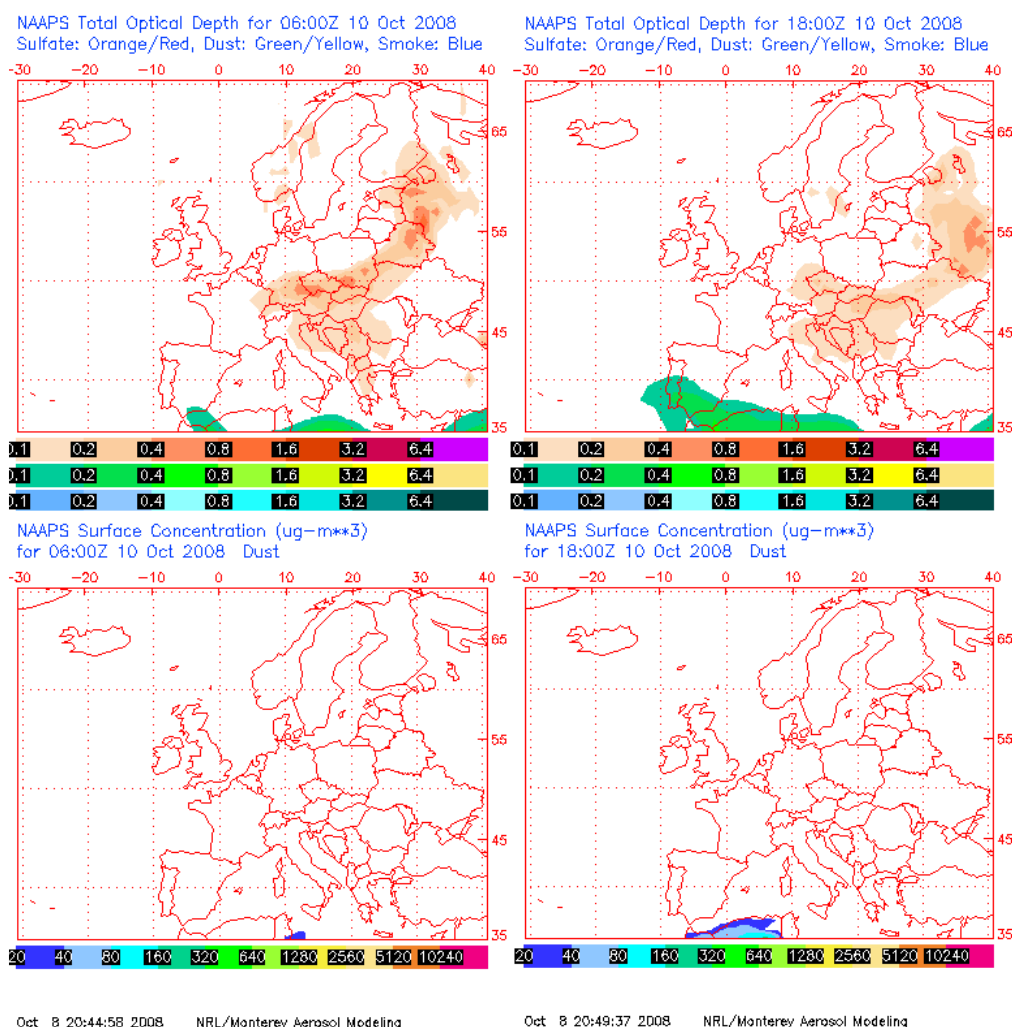 NAAPS Total Optical Depth for 06:00Z 10 Oct 2008
Sulfate: Orange/Red, Dust: Green/Yellow, Smoke: Blue
-30 -20 -10 0 10 20 30 40
65
55
45
35
0.1 0.2 0.4 0.8 1.6 3.2 6.4
0.1 0.2 0.4 0.8 1.6 3.2 6.4
0.1 0.2 0.4 0.8 1.6 3.2 6.4
NAAPS Total Optical Depth for 18:00Z 10 Oct 2008
Sulfate: Orange/Red, Dust: Green/Yellow, Smoke: Blue
-30 -20 -10 0 10 20 30 40
65
55
45
35
0.1 0.2 0.4 0.8 1.6 3.2 6.4
0.1 0.2 0.4 0.8 1.6 3.2 6.4
0.1 0.2 0.4 0.8 1.6 3.2 6.4
NAAPS Surface Concentration (ug-m**3)
for 06:00Z 10 Oct 2008 Dust
-30 -20 -10 0 10 20 30 40
65
55
45
35
20 40 80 160 320 640 1280 2560 5120 10240
Oct 8 20:44:58 2008 NRL/Monterey Aerosol Modeling
NAAPS Surface Concentration (ug-m**3)
for 18:00Z 10 Oct 2008 Dust
-30 -20 -10 0 10 20 30 40
65
55
45
35
20 40 80 160 320 640 1280 2560 5120 10240
Oct 8 20:49:37 2008 NRL/Monterey Aerosol Modeling